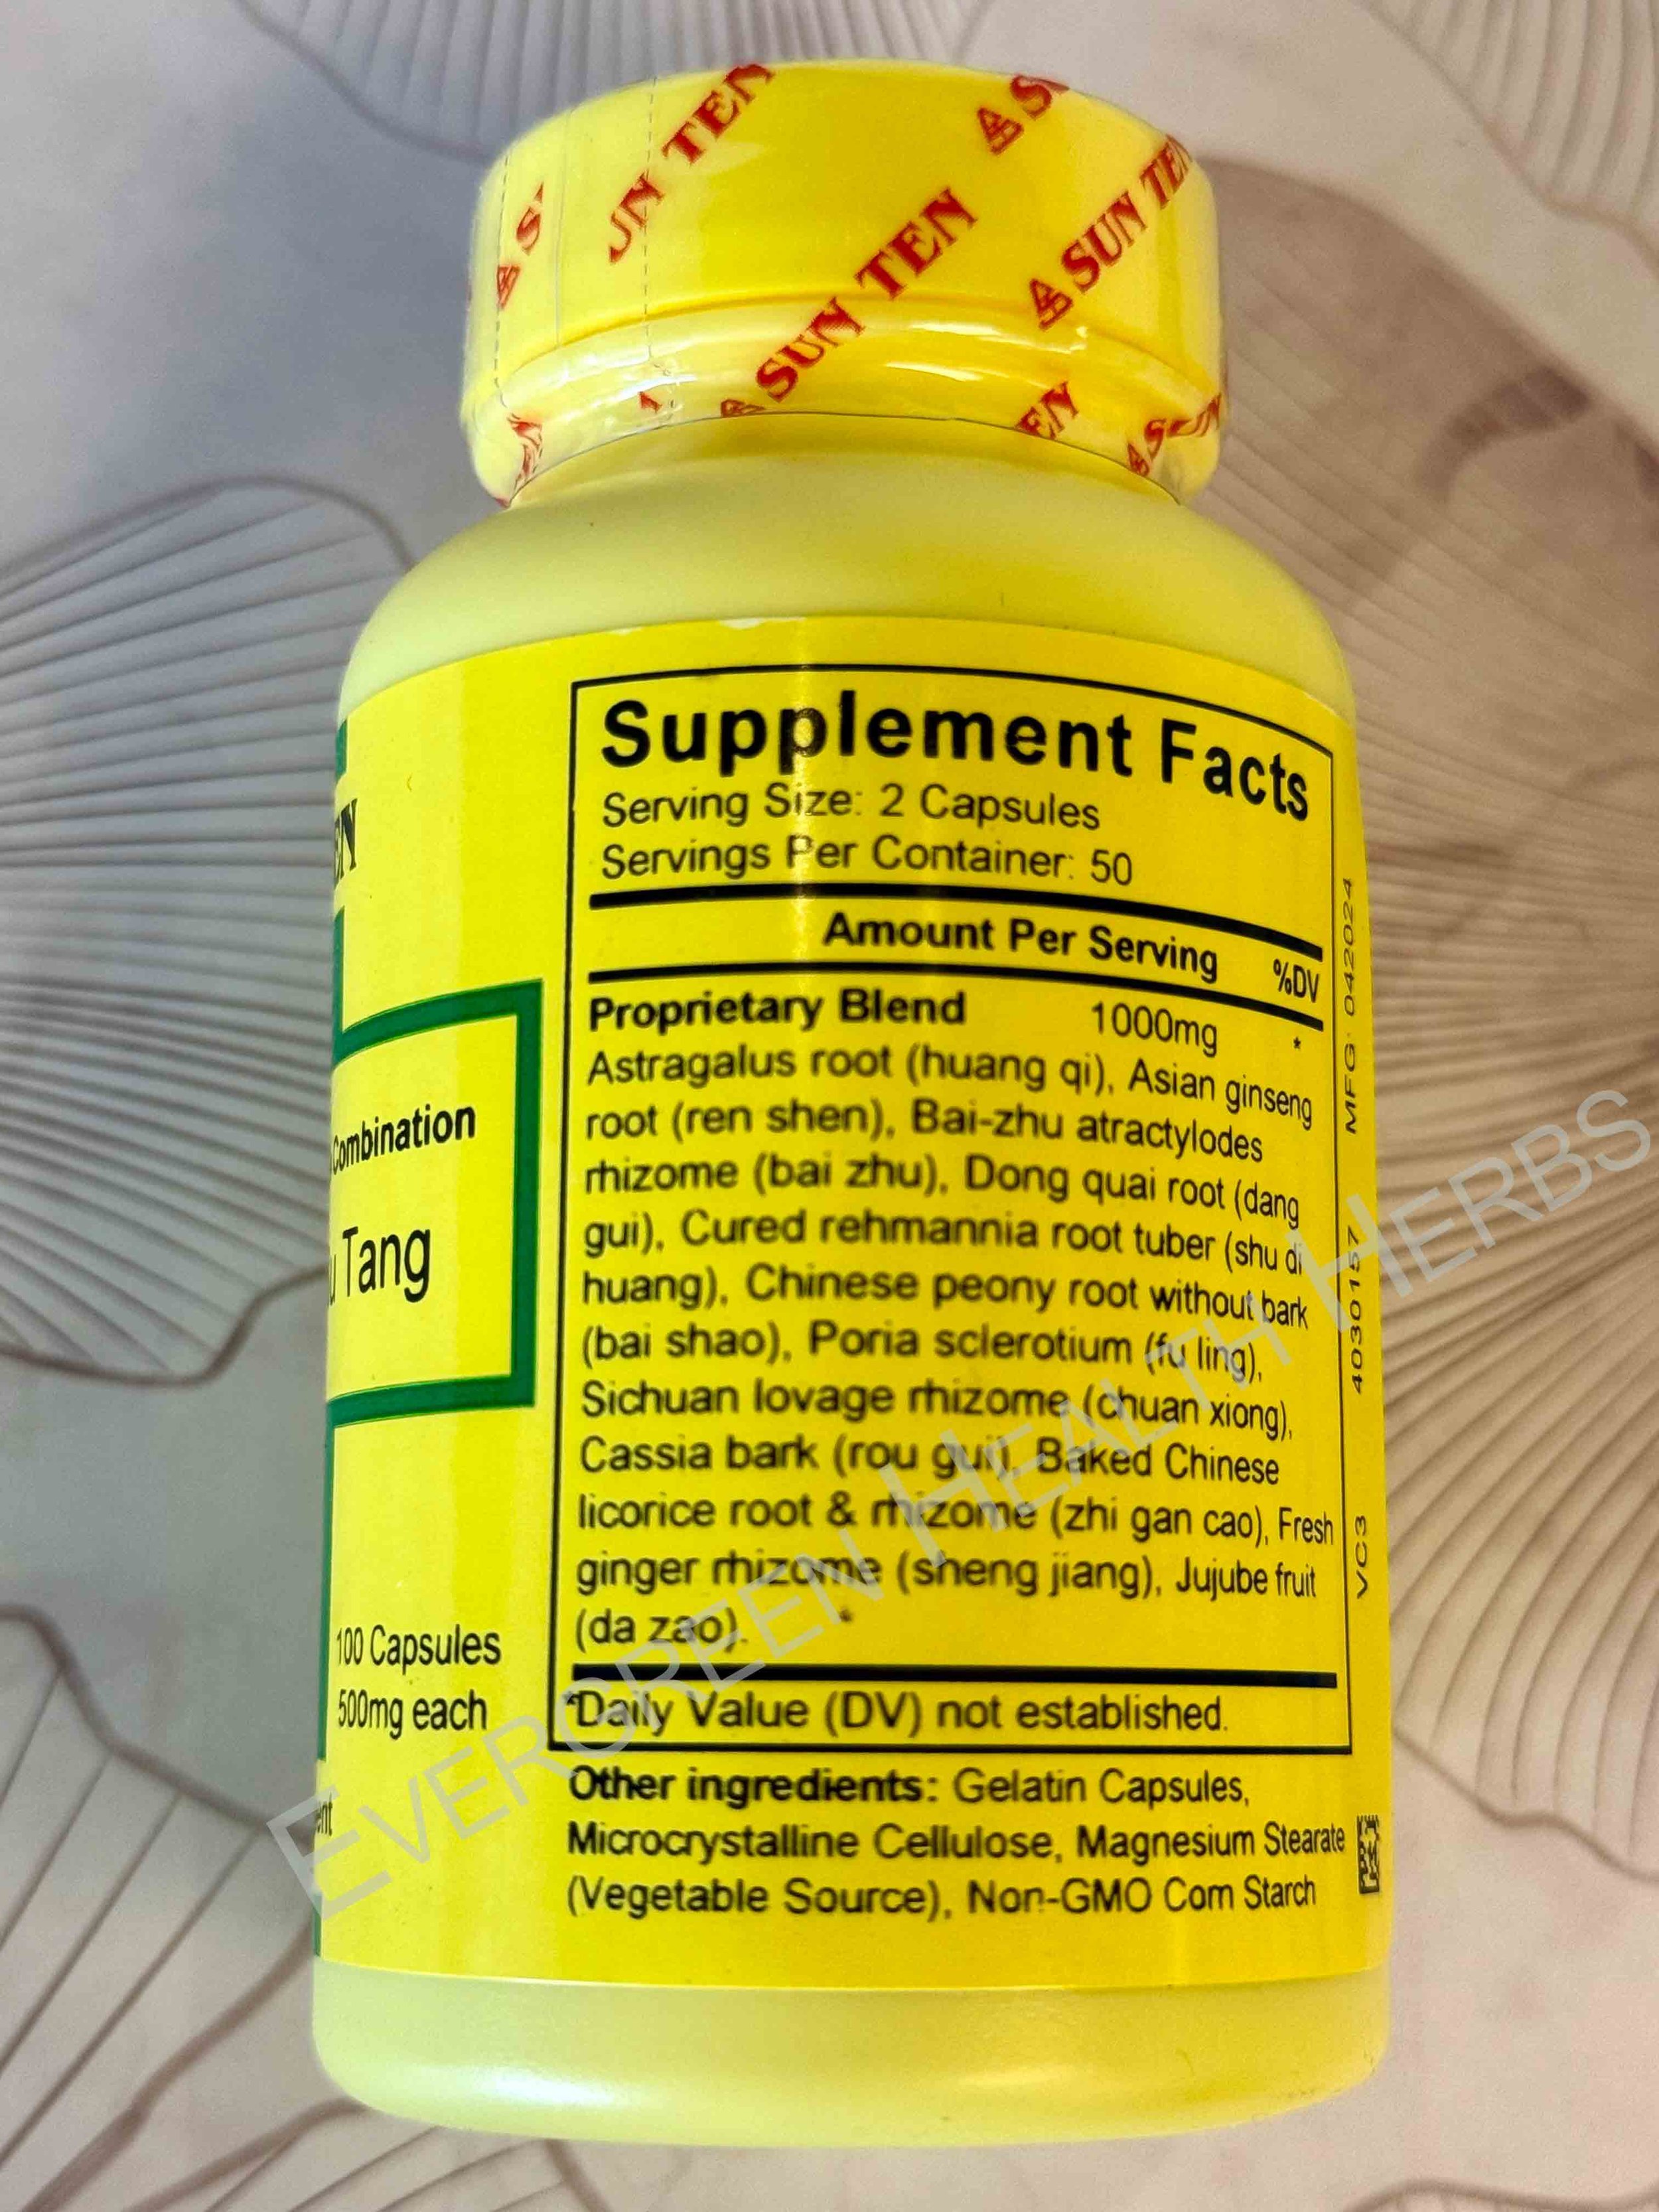 SUN TEN
SUN TEN
SUN TEN
Supplement Facts
Serving Size: 2 Capsules
Servings Per Container: 50
Amount Per Serving %DV
Proprietary Blend 1000mg *
Astragalus root (huang qi), Asian ginseng
root (ren shen), Bai-zhu atractylodes
rhizome (bai zhu), Dong quai root (dang
gui), Cured rehmannia root tuber (shu di
huang), Chinese peony root without bark
(bai shao), Poria sclerotium (fu ling),
Sichuan lovage rhizome (chuan xiong),
Cassia bark (rou gui), Baked Chinese
licorice root & rhizome (zhi gan cao), Fresh
ginger rhizome (sheng jiang), Jujube fruit
(da zao). *
*Daily Value (DV) not established.
Other ingredients: Gelatin Capsules,
Microcrystalline Cellulose, Magnesium Stearate
(Vegetable Source), Non-GMO Corn Starch
Combination
Tang
100 Capsules
500mg each
MFG: 042024
4030157
VC3
EVERGREEN HEALTH HERBS